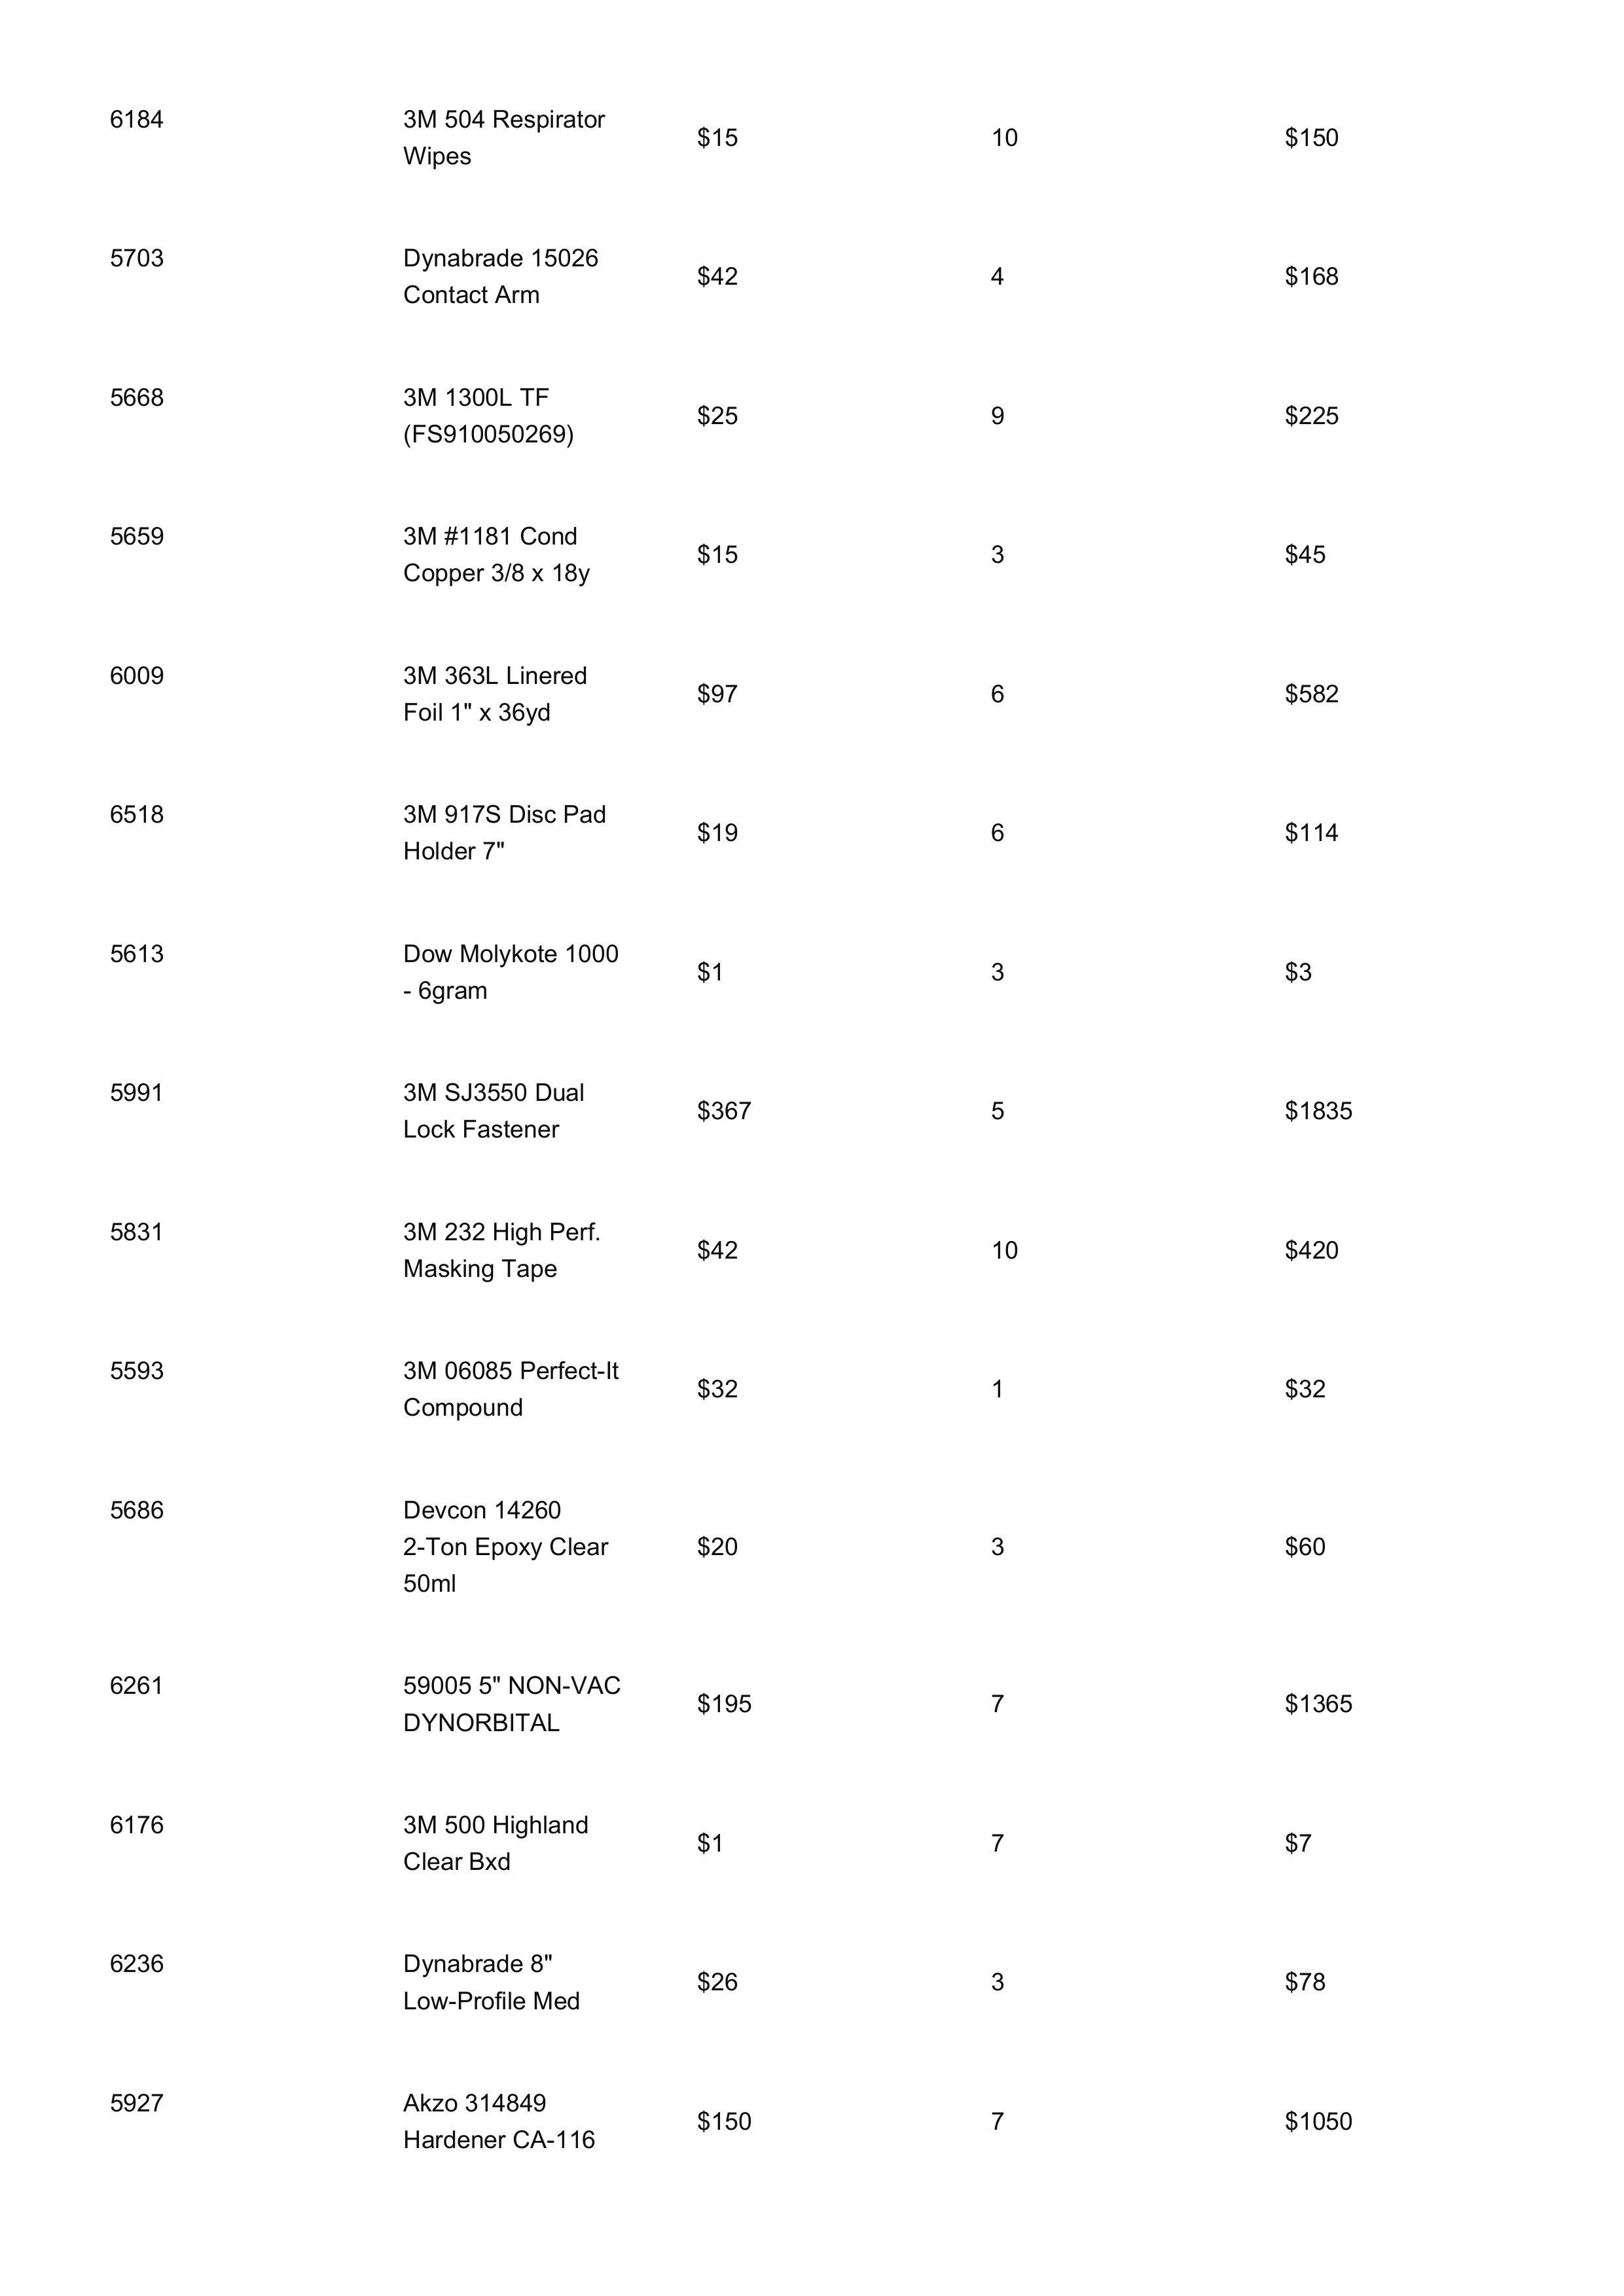 6184
3M 504 Respirator
Wipes
$15
10
$150
5703
Dynabrade 15026
Contact Arm
$42
4
$168
5668
3M 1300L TF
(FS910050269)
$25
9
$225
5659
3M #1181 Cond
Copper 3/8 x 18y
$15
3
$45
6009
3M 363L Linered
Foil 1" x 36yd
$97
6
$582
6518
3M 917S Disc Pad
Holder 7"
$19
6
$114
5613
Dow Molykote 1000
- 6gram
$1
3
$3
5991
3M SJ3550 Dual
Lock Fastener
$367
5
$1835
5831
3M 232 High Perf.
Masking Tape
$42
10
$420
5593
3M 06085 Perfect-It
Compound
$32
1
$32
5686
Devcon 14260
2-Ton Epoxy Clear
50ml
$20
3
$60
6261
59005 5" NON-VAC
DYNORBITAL
$195
7
$1365
6176
3M 500 Highland
Clear Bxd
$1
7
$7
6236
Dynabrade 8"
Low-Profile Med
$26
3
$78
5927
Akzo 314849
Hardener CA-116
$150
7
$1050